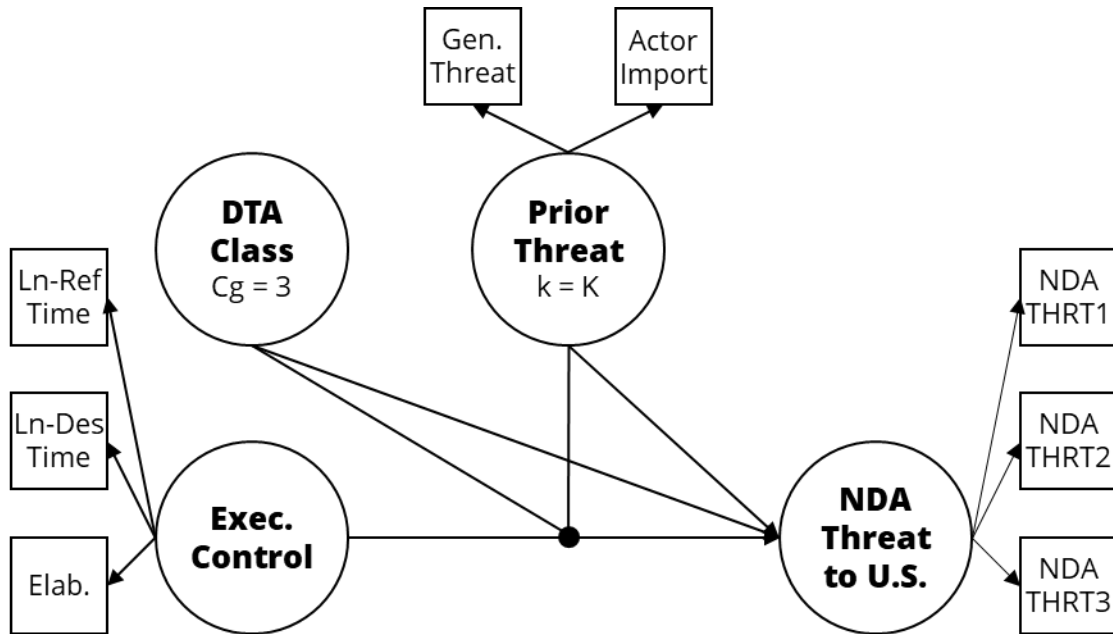 Gen.
Threat
Actor
Import
DTA
Class
Cg = 3
Prior
Threat
k = K
Ln-Ref
Time
NDA
THRT1
Ln-Des
Time
NDA
THRT2
Exec.
Control
NDA
Threat
to U.S.
Elab.
NDA
THRT3